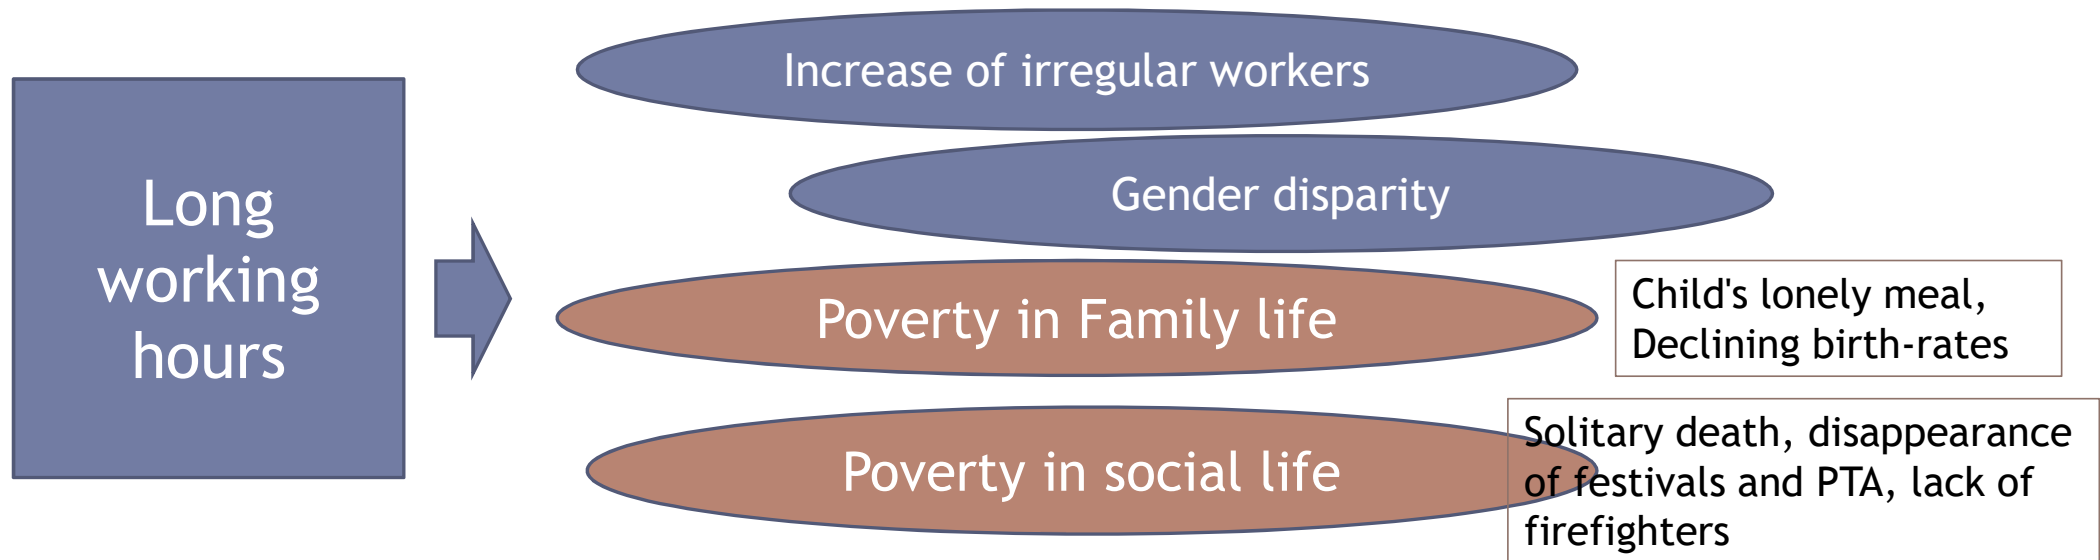 Long
working
hours
Increase of irregular workers
Gender disparity
Poverty in Family life
Child's lonely meal,
Declining birth-rates
Poverty in social life
Solitary death, disappearance
of festivals and PTA, lack of
firefighters